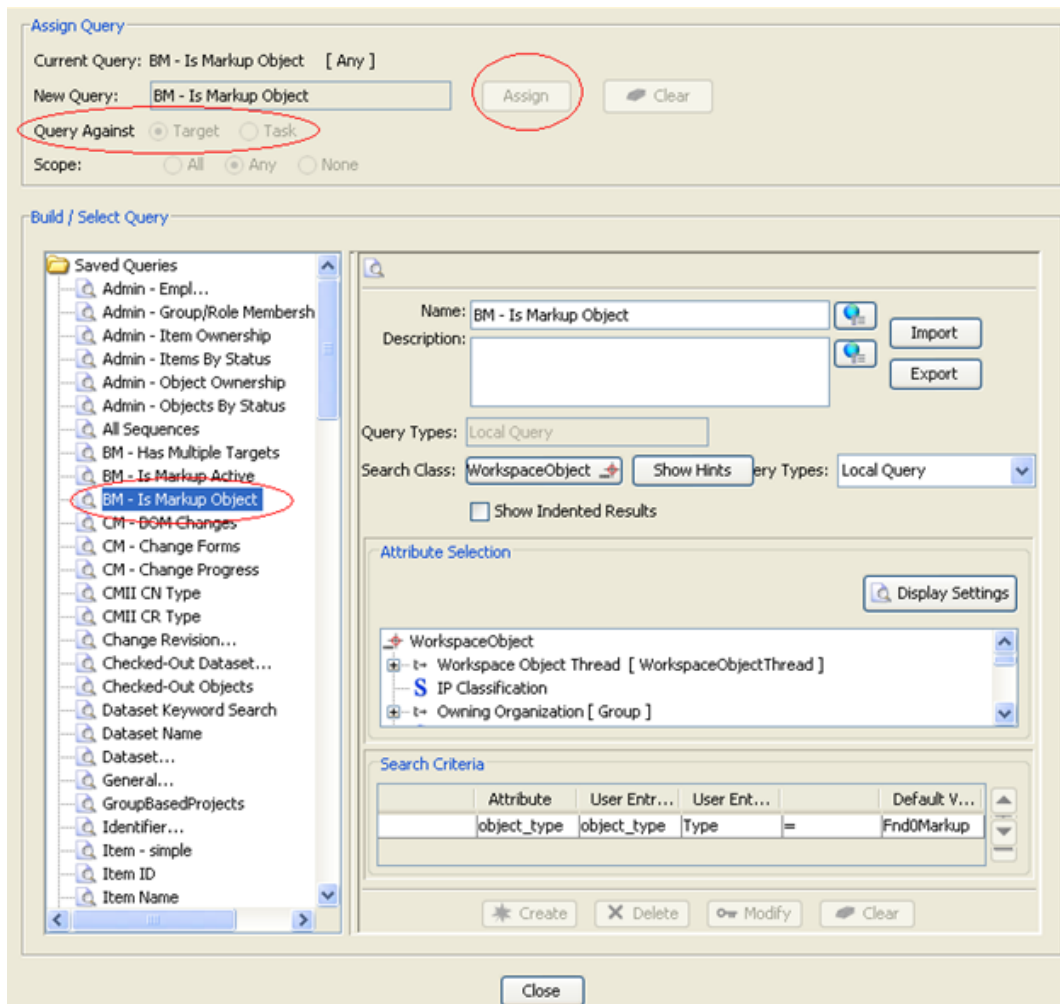 Assign Query
Current Query: BM - Is Markup Object [ Any ]
New Query: BM - Is Markup Object Assign Clear
Query Against Target Task
Scope: All Any None
Build / Select Query
Saved Queries
Admin - Empl...
Admin - Group/Role Membersh
Admin - Item Ownership
Admin - Items By Status
Admin - Object Ownership
Admin - Objects By Status
All Sequences
BM - Has Multiple Targets
BM - Is Markup Active
BM - Is Markup Object
CM - BOM Changes
CM - Change Forms
CM - Change Progress
CMII CN Type
CMII CR Type
Change Revision...
Checked-Out Dataset...
Checked-Out Objects
Dataset Keyword Search
Dataset Name
Dataset...
General...
GroupBasedProjects
Identifier...
Item - simple
Item ID
Item Name
Name: BM - Is Markup Object
Import
Description:
Export
Query Types: Local Query
Search Class: WorkspaceObject Show Hints ery Types: Local Query
Show Indented Results
Attribute Selection
Display Settings
WorkspaceObject
Workspace Object Thread [ WorkspaceObjectThread ]
S IP Classification
Owning Organization [ Group ]
Search Criteria
Attribute User Entr... User Ent... Default V...
object_type object_type Type = Fnd0Markup
Create Delete Modify Clear
Close